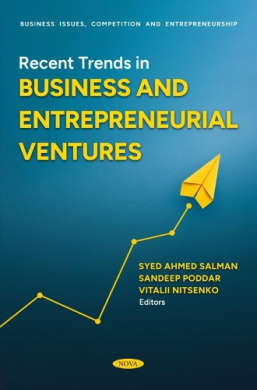 BUSINESS ISSUES, COMPETITION AND ENTREPRENEURSHIP
Recent Trends in
BUSINESS AND
ENTREPRENEURIAL
VENTURES
SYED AHMED SALMAN
SANDEEP PODDAR
VITALII NITSENKO
Editors
NOVA